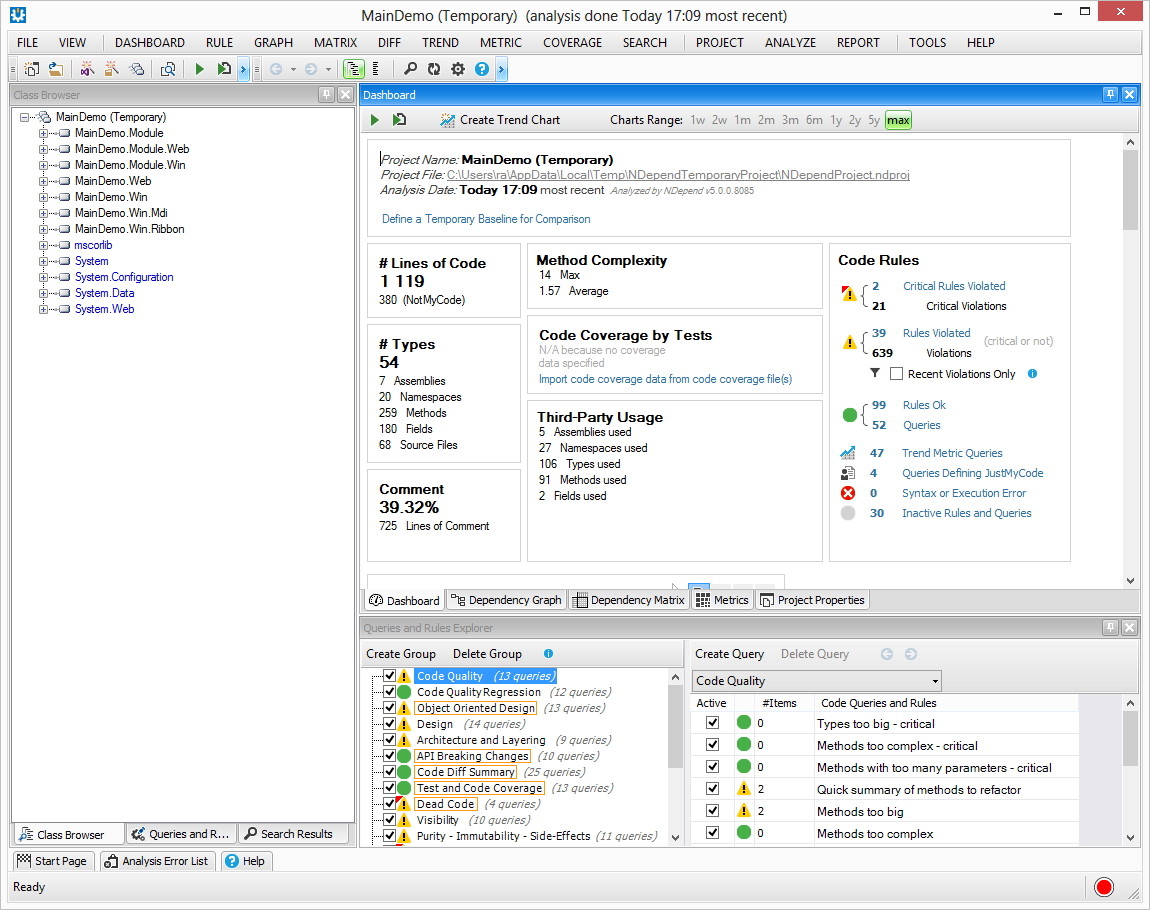 MainDemo (Temporary)  (analysis done Today 17:09 most recent)
FILE VIEW DASHBOARD RULE GRAPH MATRIX DIFF TREND METRIC COVERAGE SEARCH PROJECT ANALYZE REPORT TOOLS HELP
Class Browser
MainDemo (Temporary)
MainDemo.Module
MainDemo.Module.Web
MainDemo.Module.Win
MainDemo.Web
MainDemo.Win
MainDemo.Win.Mdi
MainDemo.Win.Ribbon
mscorlib
System
System.Configuration
System.Data
System.Web
Class Browser Queries and R... Search Results
Dashboard
Create Trend Chart Charts Range: 1w 2w 1m 2m 3m 6m 1y 2y 5y max
Project Name: MainDemo (Temporary)
Project File: C:\Users\ra\AppData\Local\Temp\NDependTemporaryProject\NDependProject.ndproj
Analysis Date: Today 17:09 most recent Analyzed by NDepend v5.0.0.8085
Define a Temporary Baseline for Comparison
# Lines of Code
1 119
380 (NotMyCode)
# Types
54
7 Assemblies
20 Namespaces
259 Methods
180 Fields
68 Source Files
Comment
39.32%
725 Lines of Comment
Method Complexity
14 Max
1.57 Average
Code Coverage by Tests
N/A because no coverage
data specified
Import code coverage data from code coverage file(s)
Third-Party Usage
5 Assemblies used
27 Namespaces used
106 Types used
91 Methods used
2 Fields used
Code Rules
2 Critical Rules Violated
21 Critical Violations
39 Rules Violated (critical or not)
639 Violations
Recent Violations Only
99 Rules Ok
52 Queries
47 Trend Metric Queries
4 Queries Defining JustMyCode
0 Syntax or Execution Error
30 Inactive Rules and Queries
Dashboard Dependency Graph Dependency Matrix Metrics Project Properties
Queries and Rules Explorer
Create Group Delete Group
Code Quality (13 queries)
Code Quality Regression (12 queries)
Object Oriented Design (13 queries)
Design (14 queries)
Architecture and Layering (9 queries)
API Breaking Changes (10 queries)
Code Diff Summary (25 queries)
Test and Code Coverage (13 queries)
Dead Code (4 queries)
Visibility (10 queries)
Purity - Immutability - Side-Effects (11 queries)
Create Query Delete Query
Code Quality
Active #Items Code Queries and Rules
0 Types too big - critical
0 Methods too complex - critical
0 Methods with too many parameters - critical
2 Quick summary of methods to refactor
2 Methods too big
0 Methods too complex
Start Page Analysis Error List Help
Ready